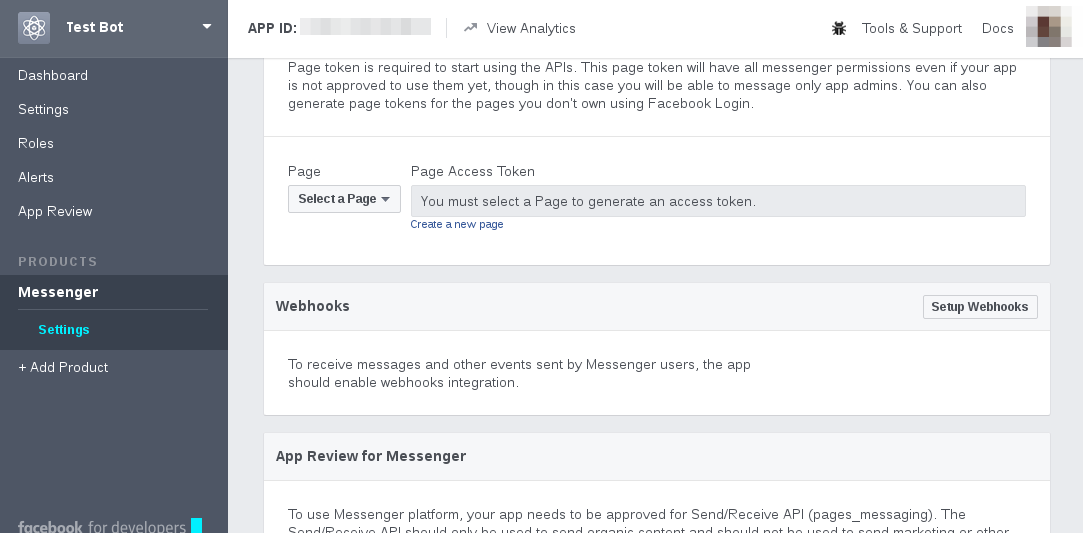 Test Bot
APP ID:
View Analytics
Tools & Support
Docs
Dashboard
Settings
Roles
Alerts
App Review
PRODUCTS
Messenger
Settings
+ Add Product
facebook for developers
Page token is required to start using the APIs. This page token will have all messenger permissions even if your app
is not approved to use them yet, though in this case you will be able to message only app admins. You can also
generate page tokens for the pages you don't own using Facebook Login.
Page
Page Access Token
Select a Page
You must select a Page to generate an access token.
Create a new page
Webhooks
Setup Webhooks
To receive messages and other events sent by Messenger users, the app
should enable webhooks integration.
App Review for Messenger
To use Messenger platform, your app needs to be approved for Send/Receive API (pages_messaging). The
Send/Receive API should only be used to send organic content and should not be used to send marketing or other